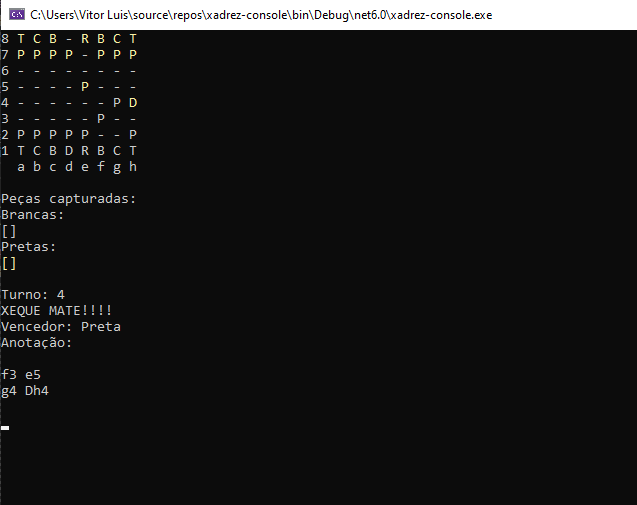 C:\Users\Vitor Luis\source\repos\xadrez-console\bin\Debug\net6.0\xadrez-console.exe
8 T C B - R B C T
7 P P P P - P P P
6 - - - - - - - -
5 - - - - P - - -
4 - - - - - - P D
3 - - - - - P - -
2 P P P P P - - P
1 T C B D R B C T
a b c d e f g h
Peças capturadas:
Brancas:
[]
Pretas:
[]
Turno: 4
XEQUE MATE!!!!
Vencedor: Preta
Anotação:
f3 e5
g4 Dh4